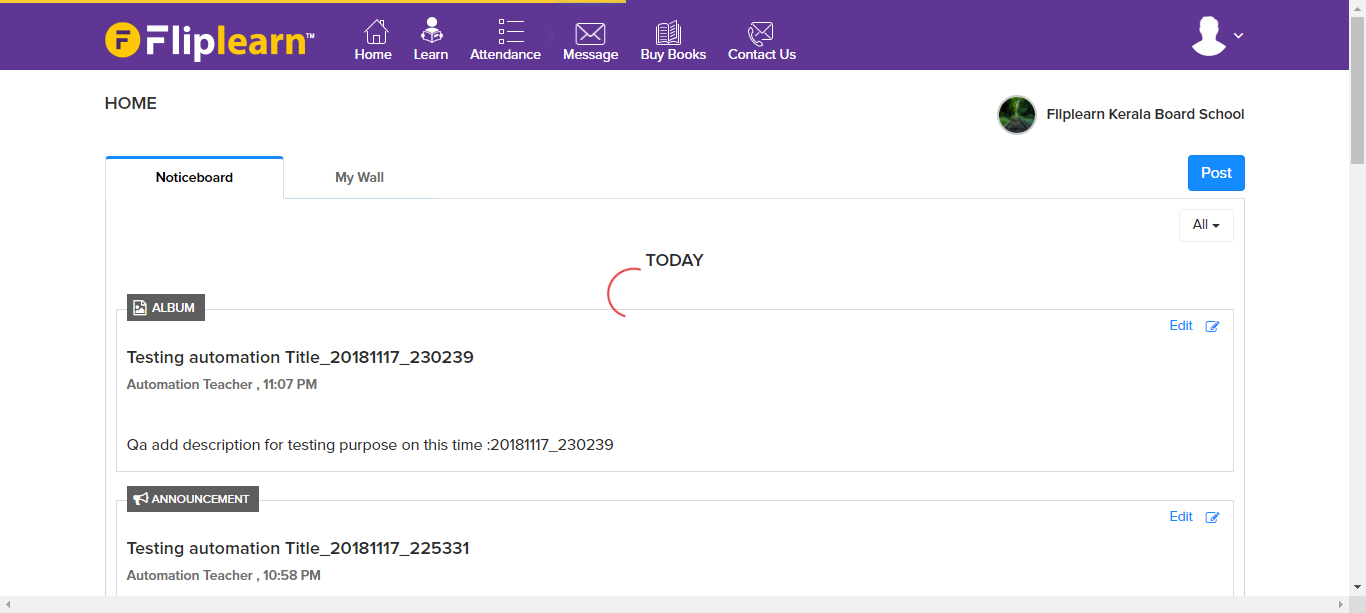 Fliplearn™
Home Learn Attendance Message Buy Books Contact Us
HOME
Fliplearn Kerala Board School
Noticeboard My Wall
Post
All
TODAY
ALBUM
Edit
Testing automation Title_20181117_230239
Automation Teacher , 11:07 PM
Qa add description for testing purpose on this time :20181117_230239
ANNOUNCEMENT
Edit
Testing automation Title_20181117_225331
Automation Teacher , 10:58 PM